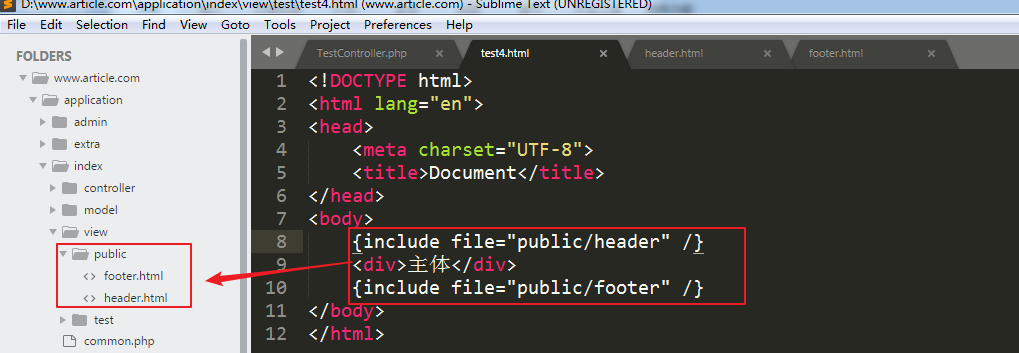 D:\www.article.com\application\index\view\test\test4.html (www.article.com) - Sublime Text (UNREGISTERED)
File Edit Selection Find View Goto Tools Project Preferences Help
FOLDERS
www.article.com
application
admin
extra
index
controller
model
view
public
footer.html
header.html
test
common.php
TestController.php × test4.html × header.html × footer.html ×
1 <!DOCTYPE html>
2 <html lang="en">
3 <head>
4 <meta charset="UTF-8">
5 <title>Document</title>
6 </head>
7 <body>
8 {include file="public/header" /}
9 <div>主体</div>
10 {include file="public/footer" /}
11 </body>
12 </html>